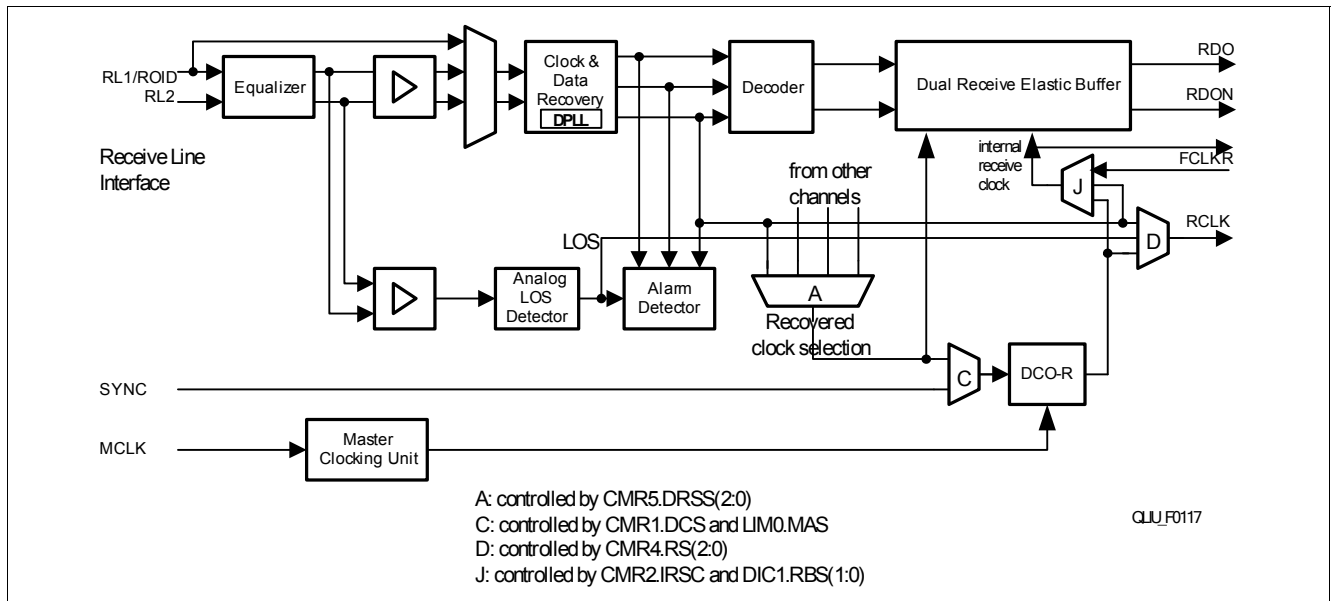 RL1/ROID
RL2
Equalizer
Clock &
Data
Recovery
DPLL
Decoder
Dual Receive Elastic Buffer
RDO
RDON
Receive Line
Interface
internal
receive
clock
FCLKR
J
from other
channels
RCLK
D
LOS
Analog
LOS
Detector
Alarm
Detector
A
Recovered
clock selection
C
DCO-R
SYNC
MCLK
Master
Clocking Unit
A: controlled by CMR5.DRSS(2:0)
C: controlled by CMR1.DCS and LIM0.MAS
D: controlled by CMR4.RS(2:0)
J: controlled by CMR2.IRSC and DIC1.RBS(1:0)
QLIU_F0117